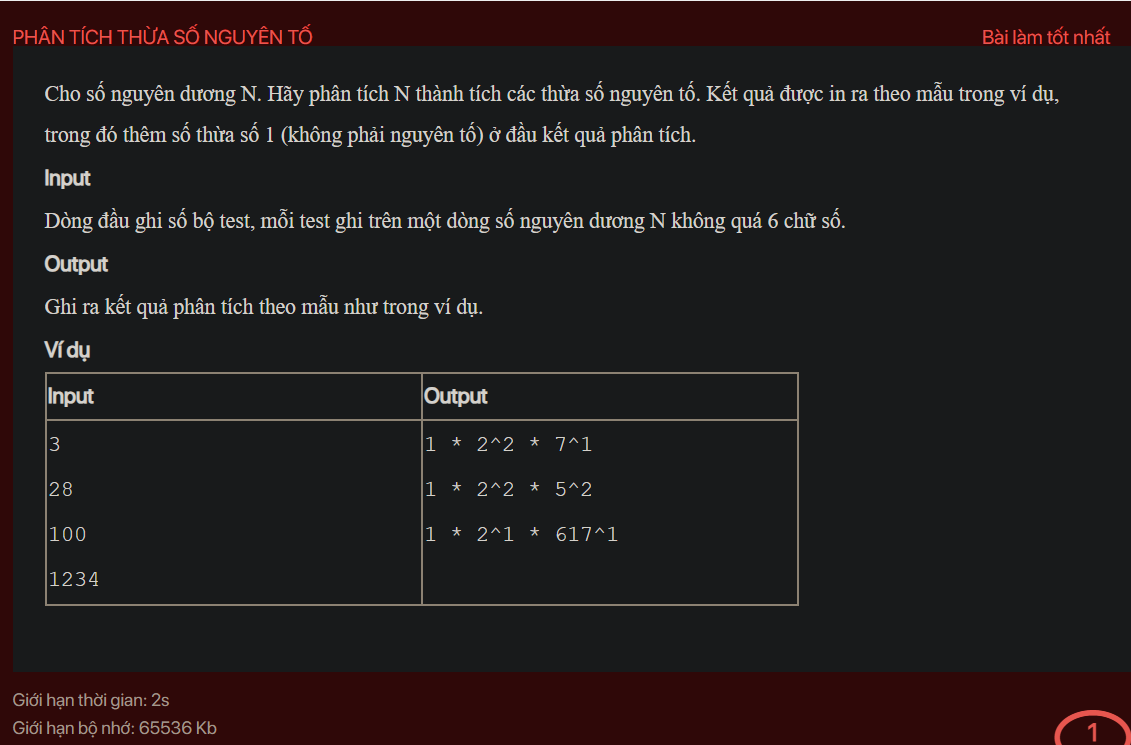 PHÂN TÍCH THỪA SỐ NGUYÊN TỐ
Bài làm tốt nhất
Cho số nguyên dương N. Hãy phân tích N thành tích các thừa số nguyên tố. Kết quả được in ra theo mẫu trong ví dụ,
trong đó thêm số thừa số 1 (không phải nguyên tố) ở đầu kết quả phân tích.
Input
Dòng đầu ghi số bộ test, mỗi test ghi trên một dòng số nguyên dương N không quá 6 chữ số.
Output
Ghi ra kết quả phân tích theo mẫu như trong ví dụ.
Ví dụ
Input Output
3 1 * 2^2 * 7^1
28 1 * 2^2 * 5^2
100 1 * 2^1 * 617^1
1234
Giới hạn thời gian: 2s
Giới hạn bộ nhớ: 65536 Kb
1